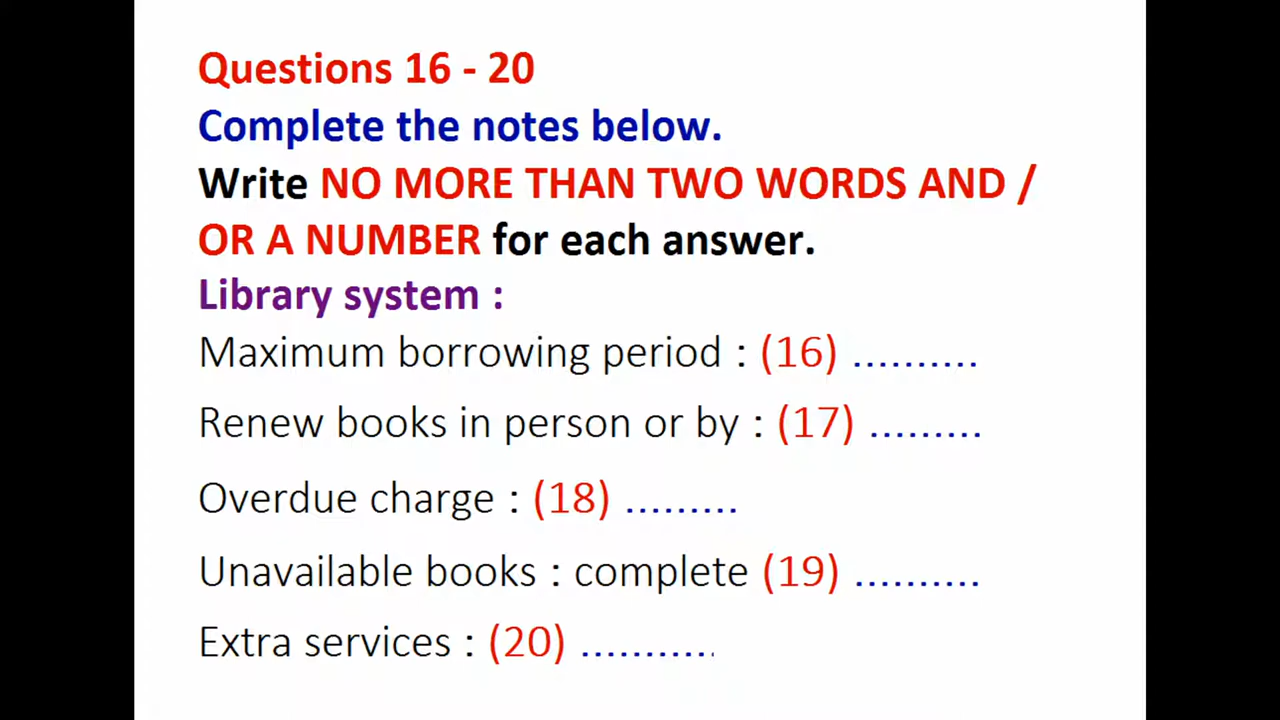 Questions 16 - 20
Complete the notes below.
Write NO MORE THAN TWO WORDS AND /
OR A NUMBER for each answer.
Library system :
Maximum borrowing period : (16) ..........
Renew books in person or by : (17) .........
Overdue charge : (18) .........
Unavailable books : complete (19) ..........
Extra services : (20) ...........